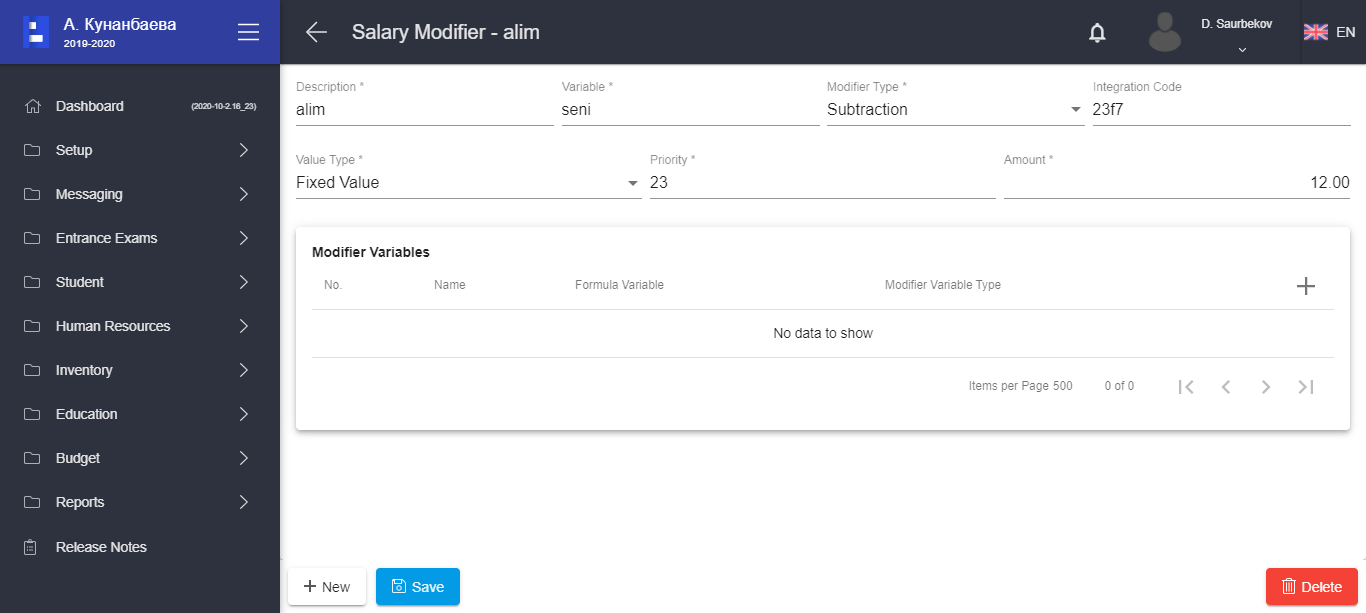 А. Кунанбаева
2019-2020
Salary Modifier - alim
D. Saurbekov
EN
Dashboard
(2020-10-2.16_23)
Setup
Messaging
Entrance Exams
Student
Human Resources
Inventory
Education
Budget
Reports
Release Notes
Description * Variable * Modifier Type * Integration Code
alim seni Subtraction 23f7
Value Type * Priority * Amount *
Fixed Value 23 12.00
Modifier Variables
No. Name Formula Variable Modifier Variable Type
No data to show
Items per Page 500 0 of 0
New Save Delete